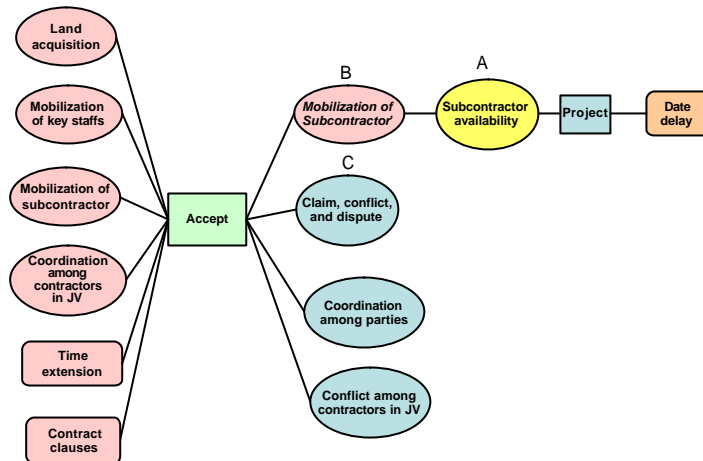 Land
acquisition
Mobilization
of key staffs
Mobilization of
subcontractor
Coordination
among
contractors
in JV
Time
extension
Contract
clauses
Accept
B
Mobilization of
Subcontractor'
A
Subcontractor
availability
Project
Date
delay
C
Claim, conflict,
and dispute
Coordination
among parties
Conflict among
contractors in JV